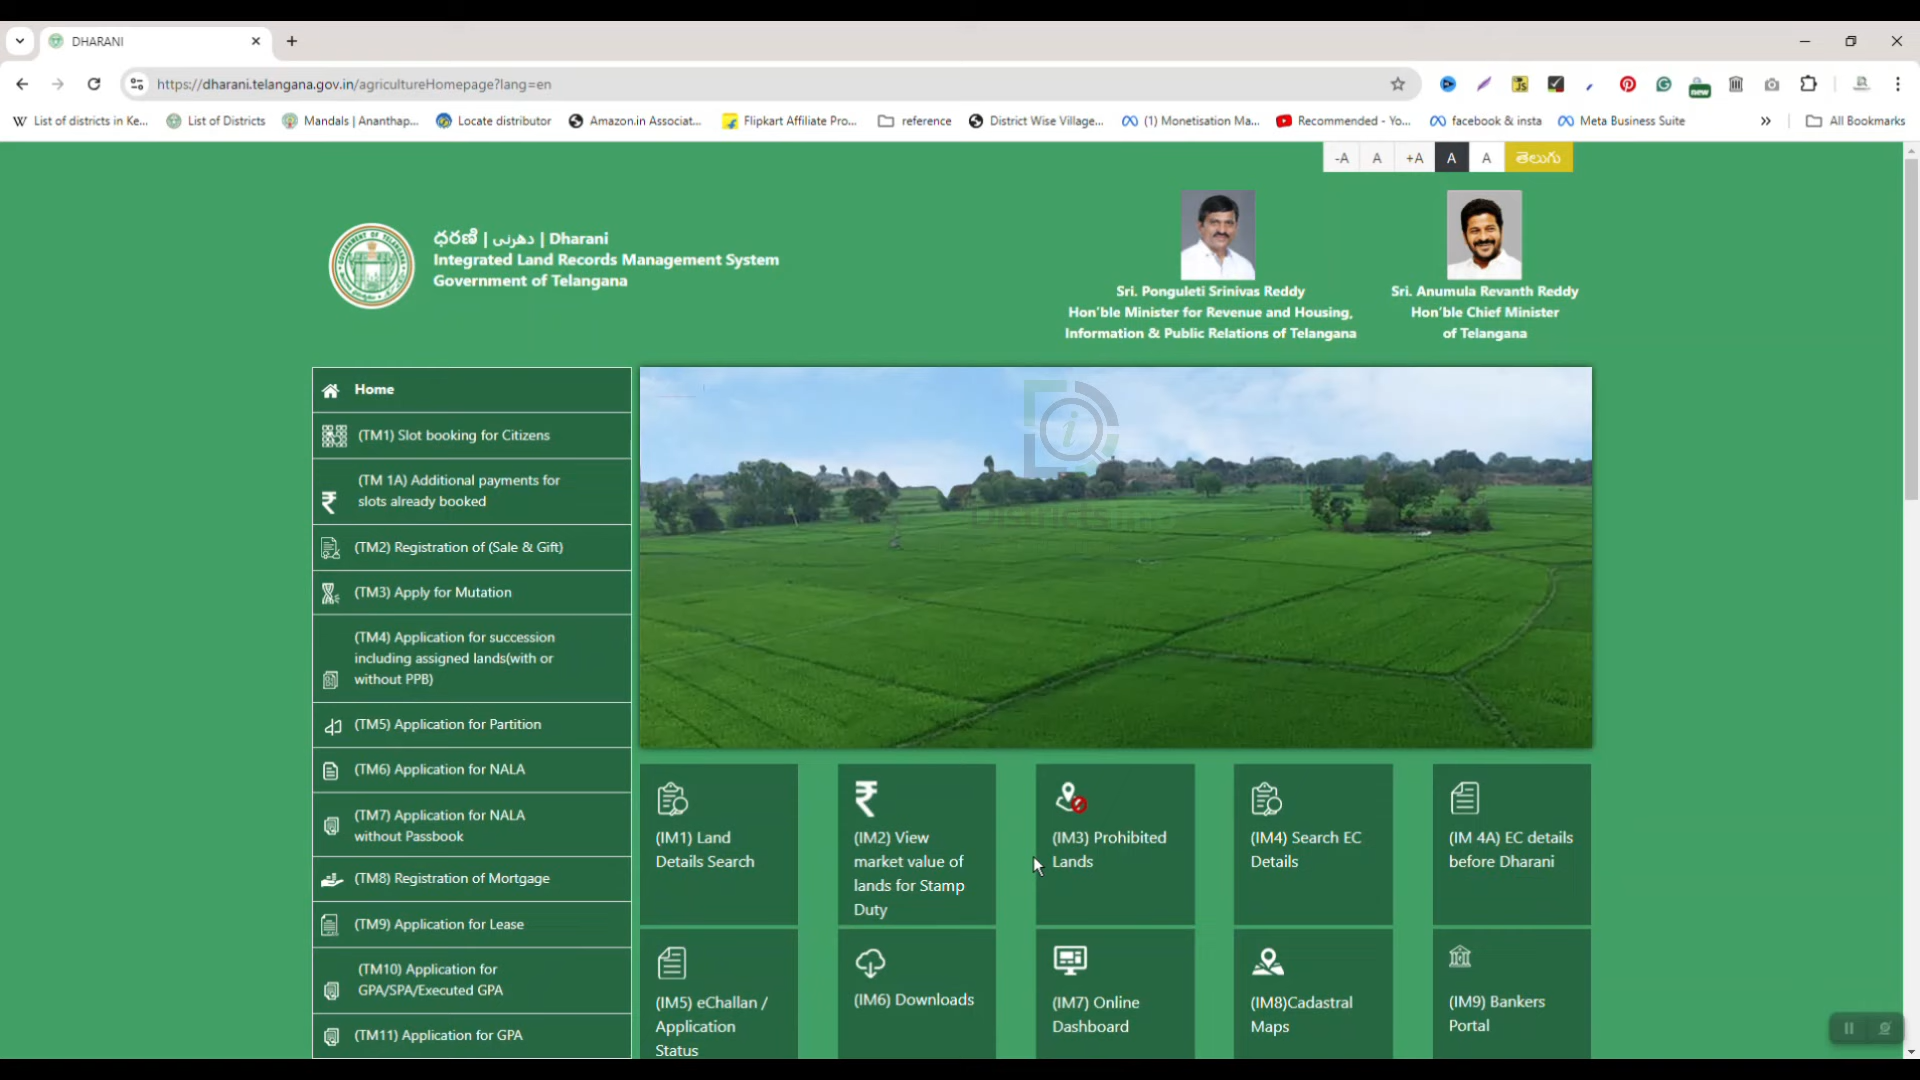 DHARANI
https://dharani.telangana.gov.in/agricultureHomepage?lang=en
List of districts in Ke...
List of Districts
Mandals | Ananthap...
Locate distributor
Amazon.in Associat...
Flipkart Affiliate Pro...
reference
District Wise Village...
(1) Monetisation Ma...
Recommended - Yo...
facebook & insta
Meta Business Suite
All Bookmarks
-A A +A A A తెలుగు
ధరణి | دھرنی | Dharani
Integrated Land Records Management System
Government of Telangana
Sri. Ponguleti Srinivas Reddy
Hon'ble Minister for Revenue and Housing,
Information & Public Relations of Telangana
Sri. Anumula Revanth Reddy
Hon'ble Chief Minister
of Telangana
Home
(TM1) Slot booking for Citizens
(TM 1A) Additional payments for
slots already booked
(TM2) Registration of (Sale & Gift)
(TM3) Apply for Mutation
(TM4) Application for succession
including assigned lands(with or
without PPB)
(TM5) Application for Partition
(TM6) Application for NALA
(TM7) Application for NALA
without Passbook
(TM8) Registration of Mortgage
(TM9) Application for Lease
(TM10) Application for
GPA/SPA/Executed GPA
(TM11) Application for GPA
(IM1) Land
Details Search
(IM2) View
market value of
lands for Stamp
Duty
(IM3) Prohibited
Lands
(IM4) Search EC
Details
(IM 4A) EC details
before Dharani
(IM5) eChallan /
Application
Status
(IM6) Downloads
(IM7) Online
Dashboard
(IM8)Cadastral
Maps
(IM9) Bankers
Portal